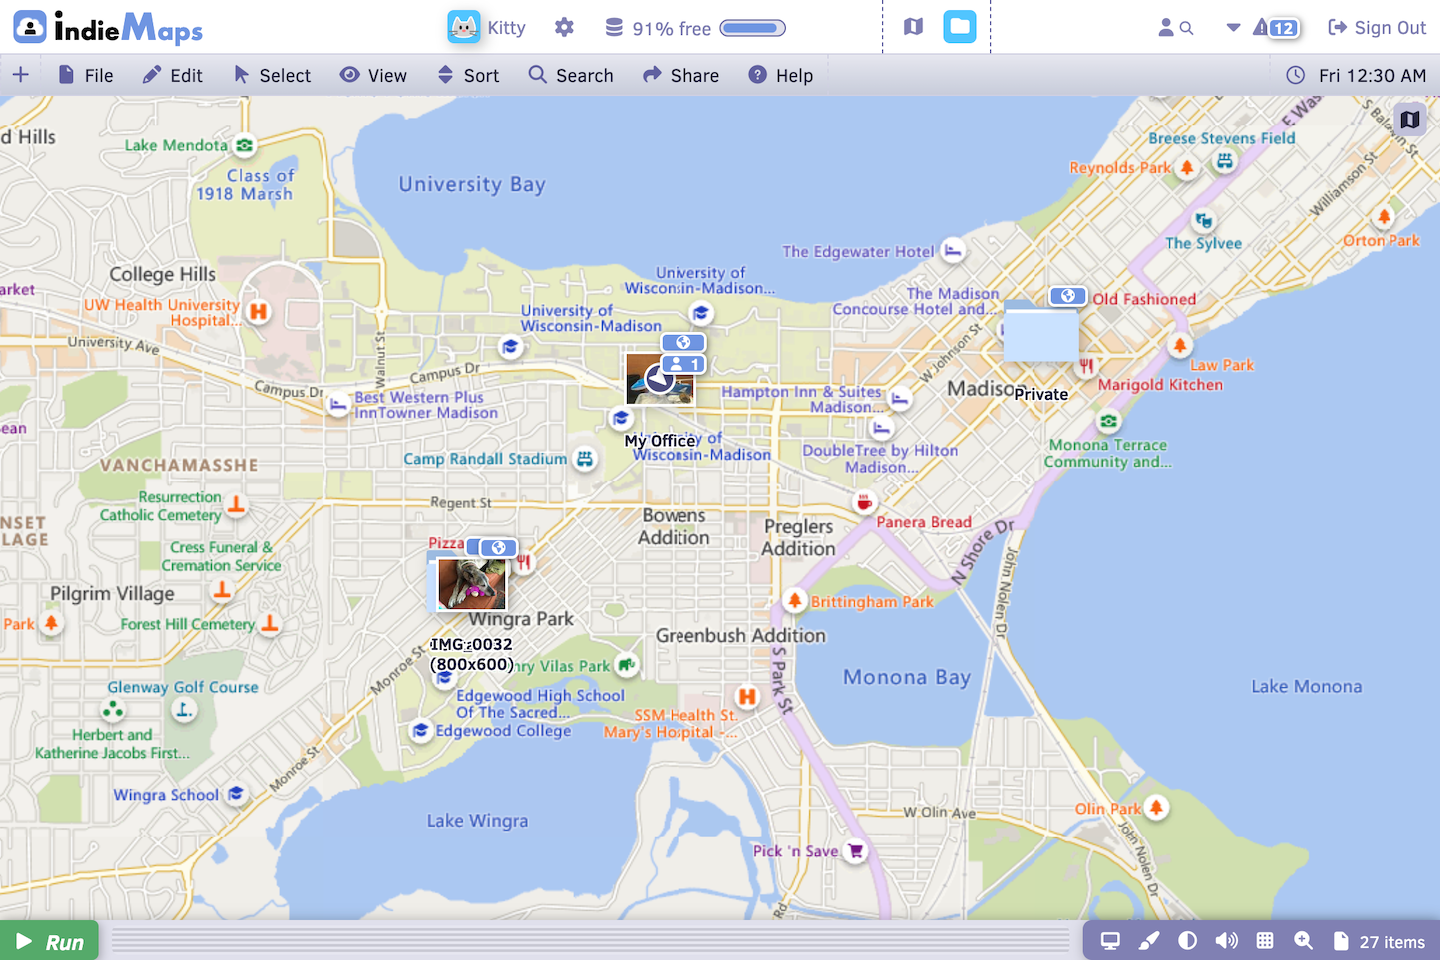 indieMaps
Kitty
91% free
12
Sign Out
File
Edit
Select
View
Sort
Search
Share
Help
Fri 12:30 AM
d Hills
Lake Mendota
Class of
1918 Marsh
University Bay
Breese Stevens Field
E Was
S Baldwin St
Reynolds Park
Williamson St
The Sylvee
Orton Park
The Edgewater Hotel
College Hills
arket
UW Health University
Hospital...
University Ave
Walnut St
Campus Dr
Campus Dr
University of
Wisconsin-Madison...
University of
Wisconsin-Madison
1
The Madison
Concourse Hotel and...
Old Fashioned
W Johnson St
Law Park
Marigold Kitchen
Madiso
Private
Best Western Plus
InnTowner Madison
Hampton Inn & Suites
Madison...
ean
My Office
University of
Wisconsin-Madison
DoubleTree by Hilton
Madison...
Monona Terrace
Community and...
VANCHAMASSHE
Camp Randall Stadium
Resurrection
Catholic Cemetery
Regent St
NSET
LAGE
Bowens
Addition
Preglers
Addition
Panera Bread
N Shore Dr
John Nolen Dr
Cress Funeral &
Cremation Service
Pizza
Pilgrim Village
Park
Forest Hill Cemetery
Wingra Park
IMG_0032
(800x600)
nry Vilas Park
Greenbush Addition
Brittingham Park
S Park St
Monona Bay
Lake Monona
Monroe St
Glenway Golf Course
Edgewood High School
Of The Sacred...
Edgewood College
SSM Health St.
Mary's Hospital -...
Herbert and
Katherine Jacobs First...
Monroe St
Wingra School
Lake Wingra
W Olin Ave
Olin Park
John Nolen Dr
Pick 'n Save
Rd
Run
27 items